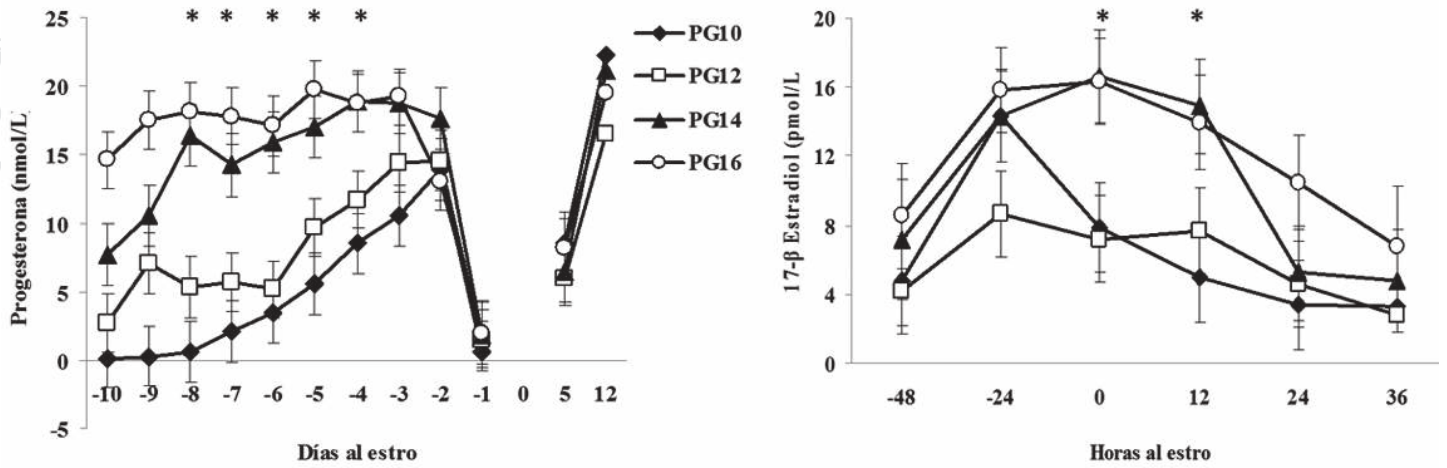 Progesterona (nmol/L)
25
20
15
10
5
0
-5
* * * * *
-10 -9 -8 -7 -6 -5 -4 -3 -2 -1 0 5 12
Días al estro
PG10
PG12
PG14
PG16
17-β Estradiol (pmol/L
20
16
12
8
4
0
* *
-48 -24 0 12 24 36
Horas al estro